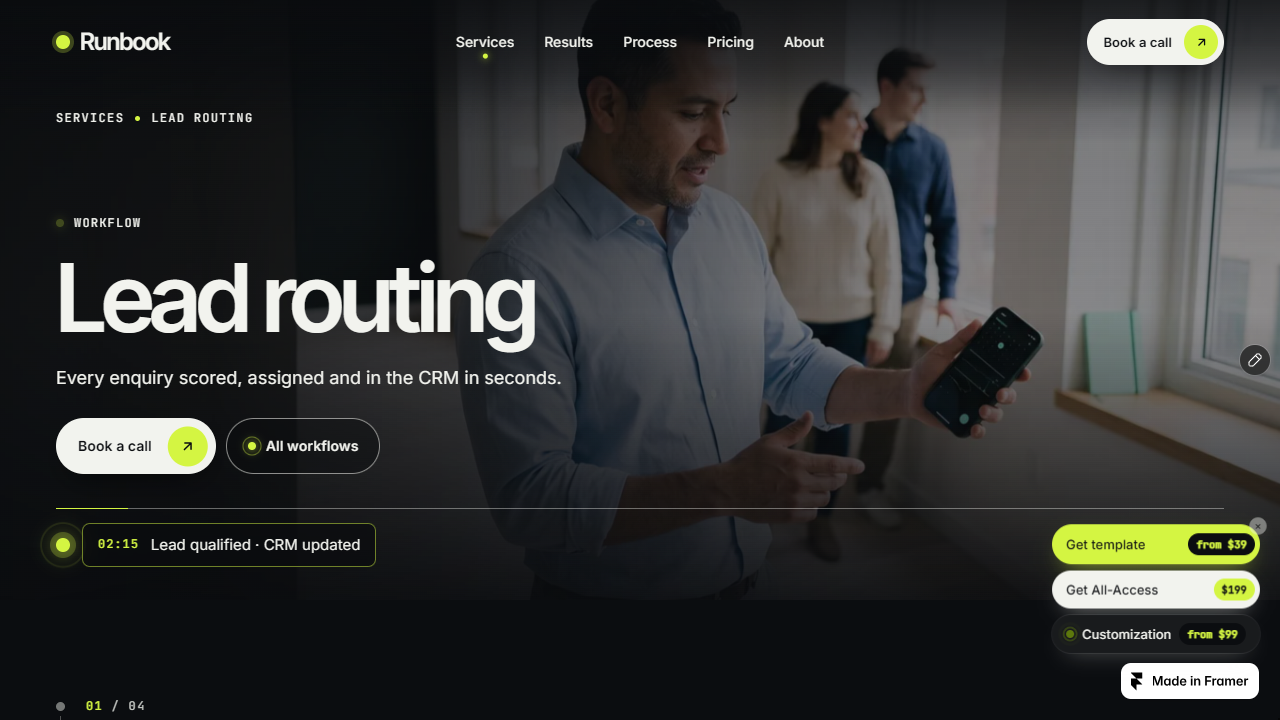 Runbook
Services
Results
Process
Pricing
About
Book a call
SERVICES • LEAD ROUTING
WORKFLOW
Lead routing
Every enquiry scored, assigned and in the CRM in seconds.
Book a call
All workflows
02:15 Lead qualified · CRM updated
Get template from $39
Get All-Access $199
Customization from $99
Made in Framer
01 / 04